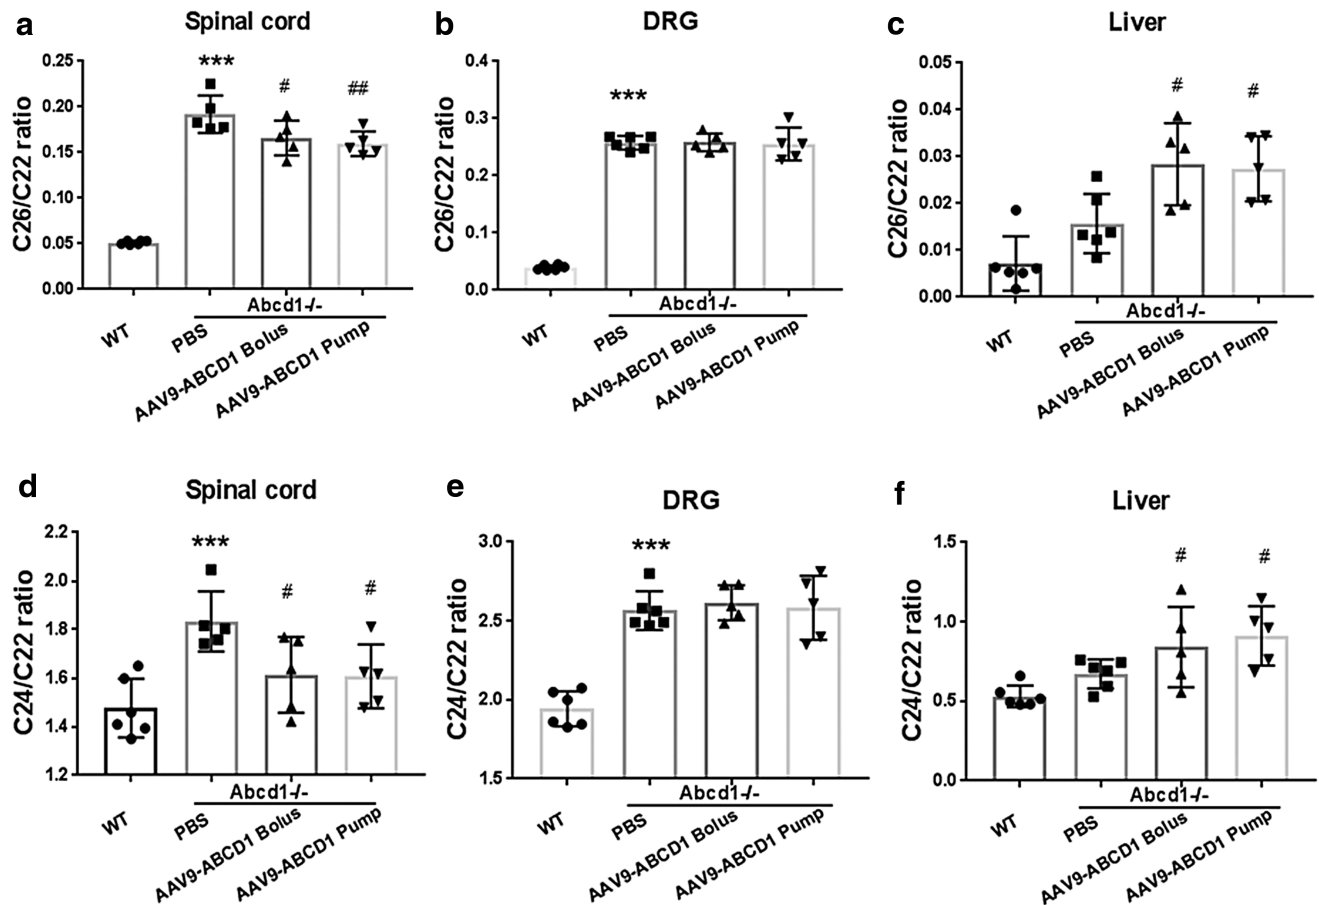 a
Spinal cord
C26/C22 ratio
0.25
0.20
0.15
0.10
0.05
0.00
***
#
##
Abcd1-/-
WT
PBS
AAV9-ABCD1 Bolus
AAV9-ABCD1 Pump
b
DRG
C26/C22 ratio
0.4
0.3
0.2
0.1
0.0
***
Abcd1-/-
WT
PBS
AAV9-ABCD1 Bolus
AAV9-ABCD1 Pump
c
Liver
C26/C22 ratio
0.05
0.04
0.03
0.02
0.01
0.00
#
#
Abcd1-/-
WT
PBS
AAV9-ABCD1 Bolus
AAV9-ABCD1 Pump
d
Spinal cord
C24/C22 ratio
2.2
2.0
1.8
1.6
1.4
1.2
***
#
#
Abcd1-/-
WT
PBS
AAV9-ABCD1 Bolus
AAV9-ABCD1 Pump
e
DRG
C24/C22 ratio
3.0
2.5
2.0
1.5
***
Abcd1-/-
WT
PBS
AAV9-ABCD1 Bolus
AAV9-ABCD1 Pump
f
Liver
C24/C22 ratio
1.5
1.0
0.5
0.0
#
#
Abcd1-/-
WT
PBS
AAV9-ABCD1 Bolus
AAV9-ABCD1 Pump